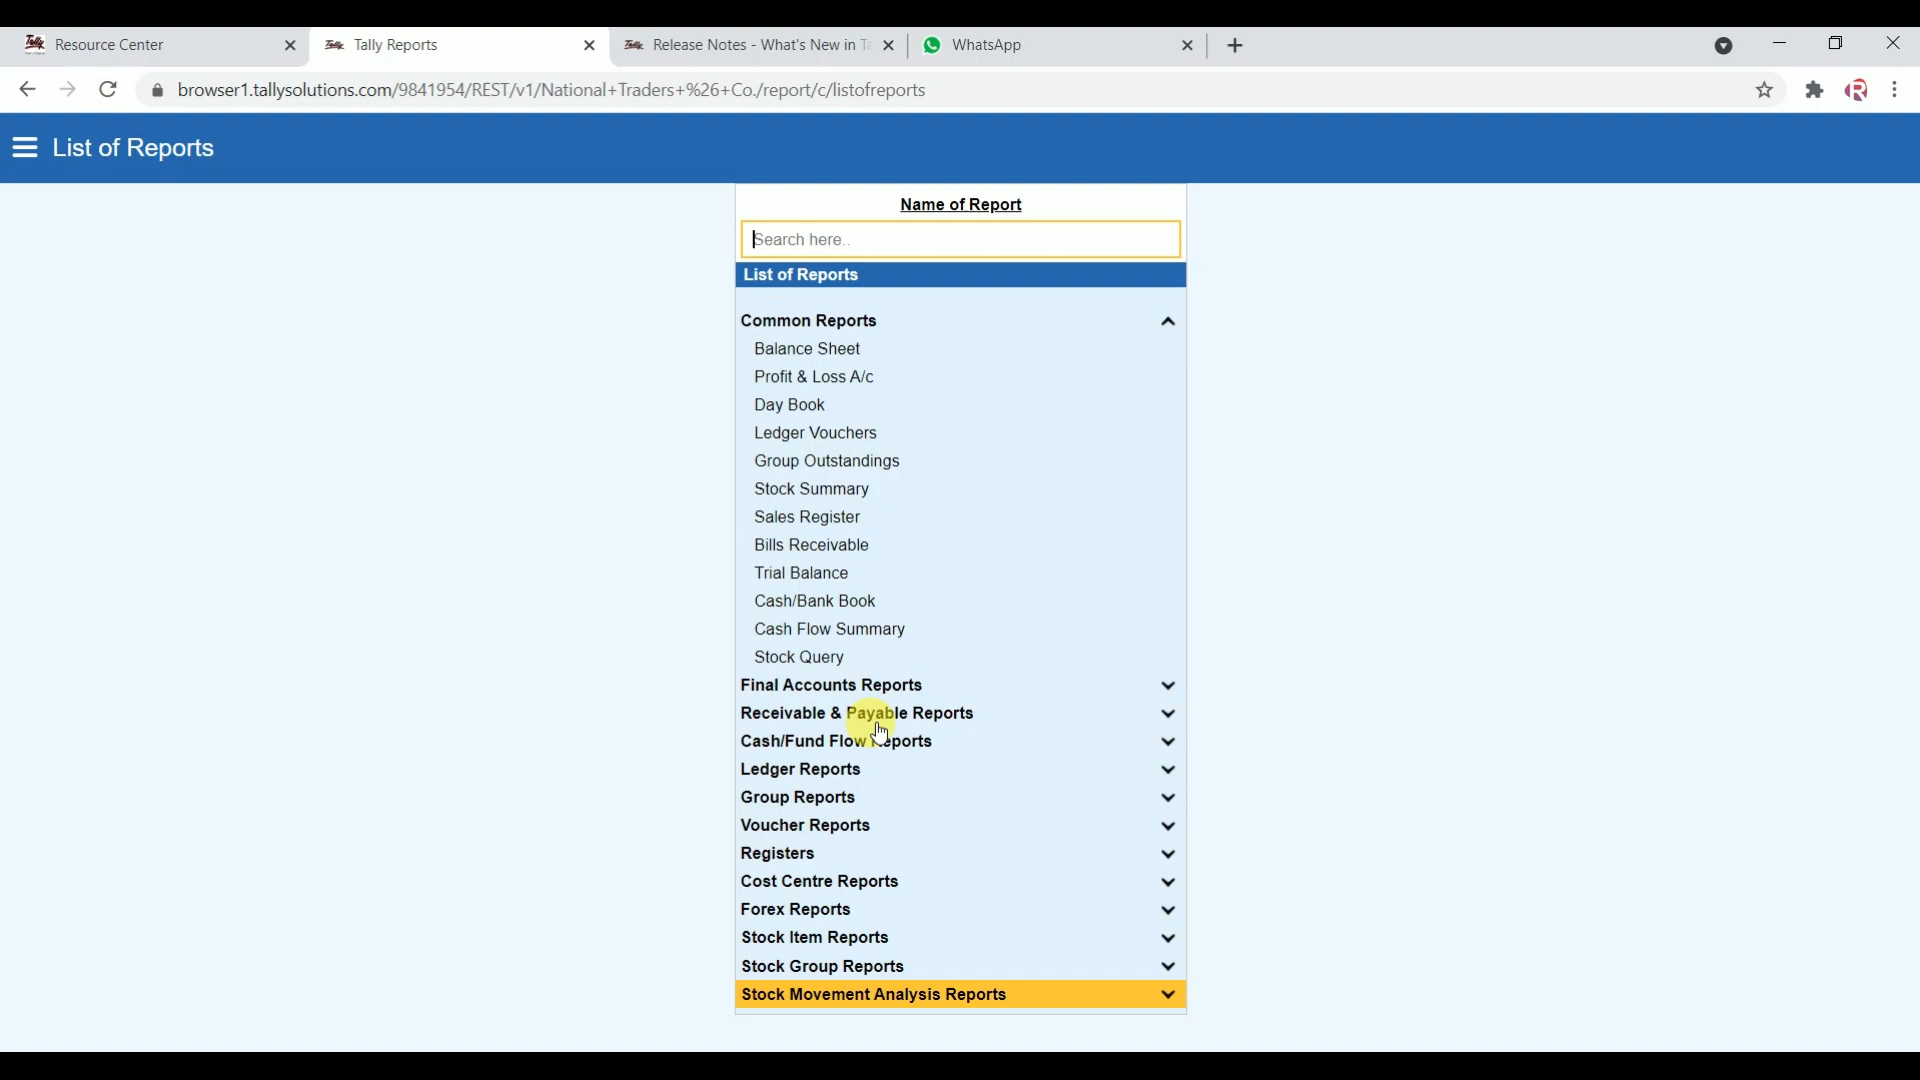 Resource Center
Tally Reports
Release Notes - What's New in Ta
WhatsApp
browser1.tallysolutions.com/9841954/REST/v1/National+Traders+%26+Co./report/c/listofreports
List of Reports
Name of Report
Search here..
List of Reports
Common Reports
Balance Sheet
Profit & Loss A/c
Day Book
Ledger Vouchers
Group Outstandings
Stock Summary
Sales Register
Bills Receivable
Trial Balance
Cash/Bank Book
Cash Flow Summary
Stock Query
Final Accounts Reports
Receivable & Payable Reports
Cash/Fund Flow Reports
Ledger Reports
Group Reports
Voucher Reports
Registers
Cost Centre Reports
Forex Reports
Stock Item Reports
Stock Group Reports
Stock Movement Analysis Reports